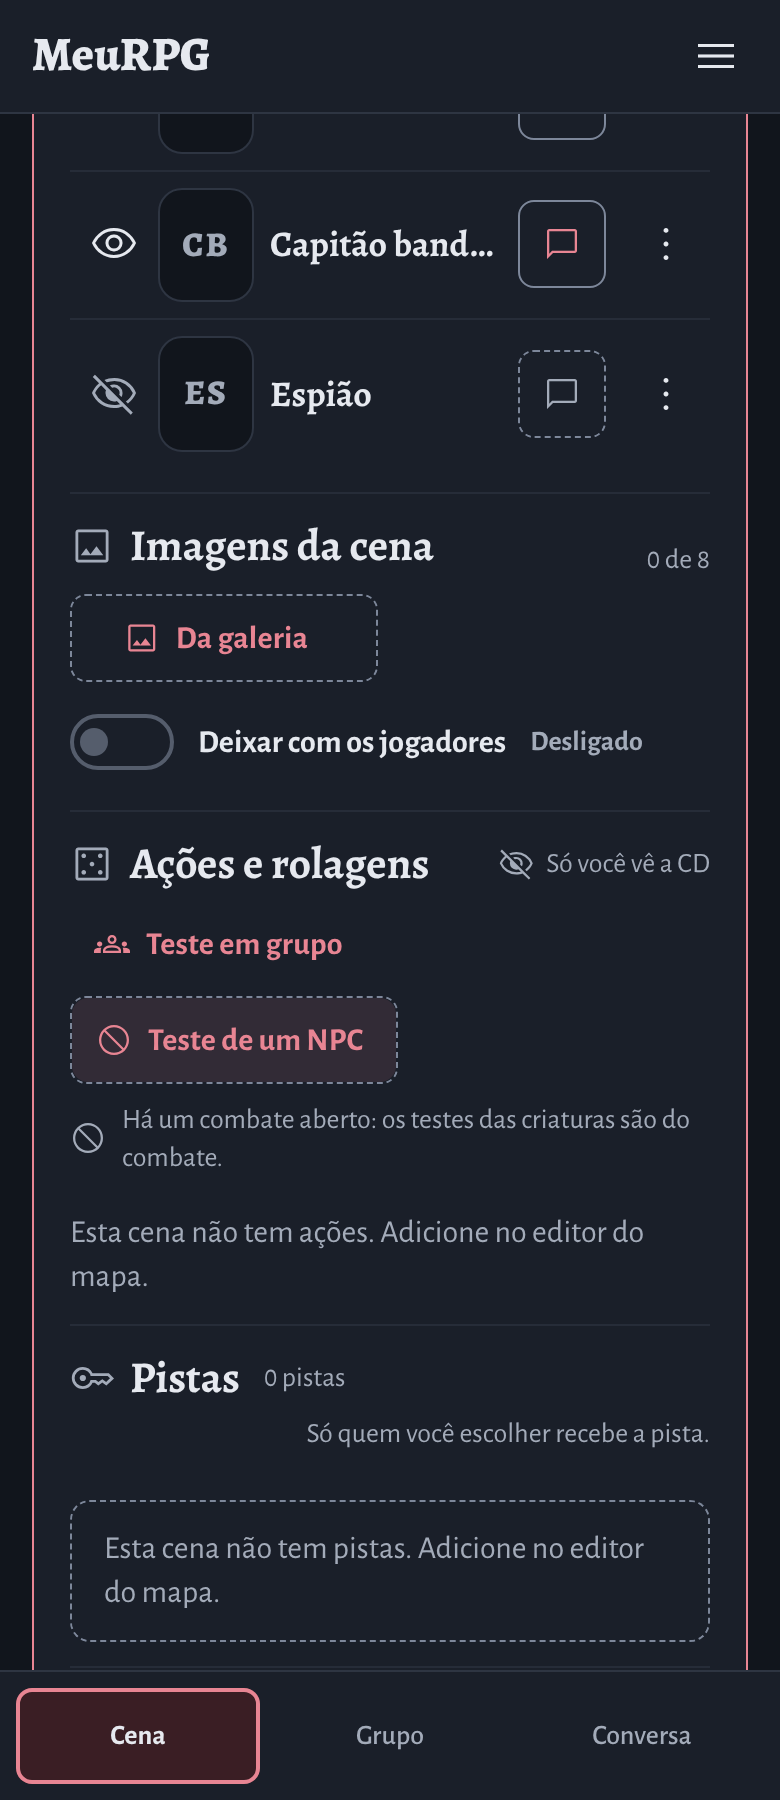 MeuRPG
CB
Capitão band...
ES
Espião
Imagens da cena
0 de 8
Da galeria
Deixar com os jogadores
Desligado
Ações e rolagens
Só você vê a CD
Teste em grupo
Teste de um NPC
Há um combate aberto: os testes das criaturas são do
combate.
Esta cena não tem ações. Adicione no editor do
mapa.
Pistas
0 pistas
Só quem você escolher recebe a pista.
Esta cena não tem pistas. Adicione no editor
do mapa.
Cena
Grupo
Conversa